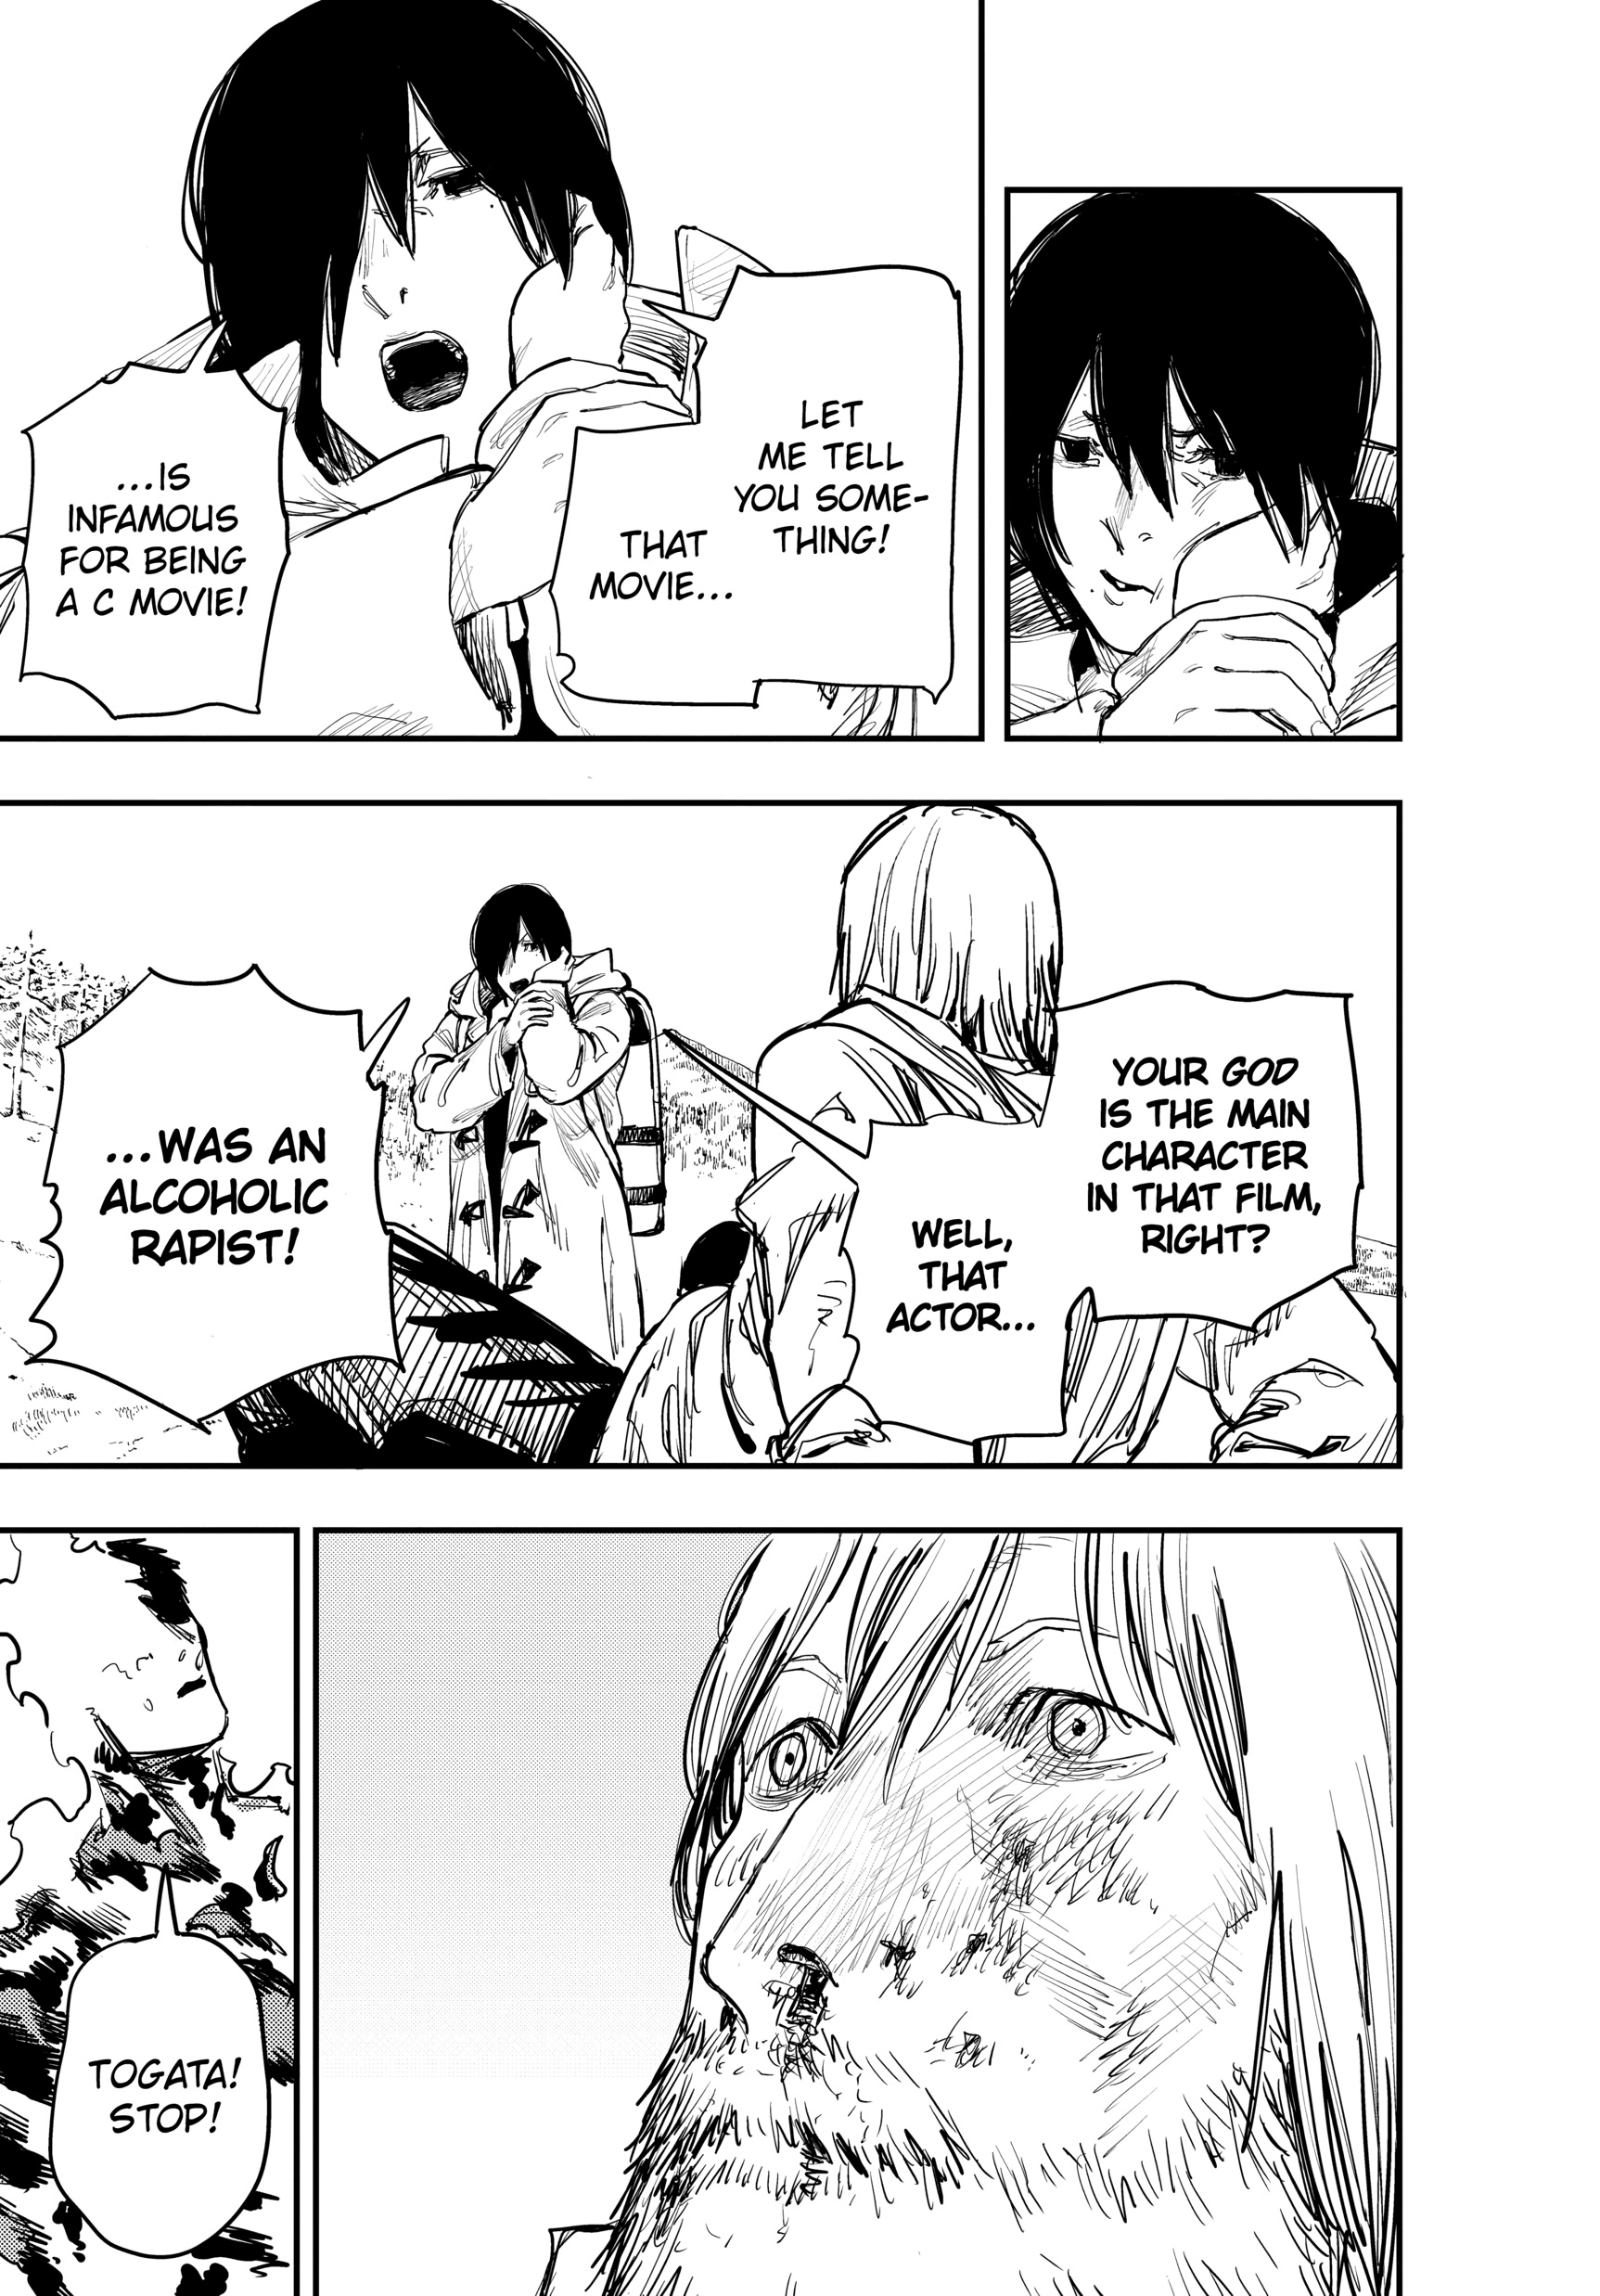 LET
ME TELL
YOU SOME-
THING!
THAT
MOVIE...
...IS
INFAMOUS
FOR BEING
A C MOVIE!
YOUR GOD
IS THE MAIN
CHARACTER
IN THAT FILM,
RIGHT?
WELL,
THAT
ACTOR...
...WAS AN
ALCOHOLIC
RAPIST!
TOGATA!
STOP!